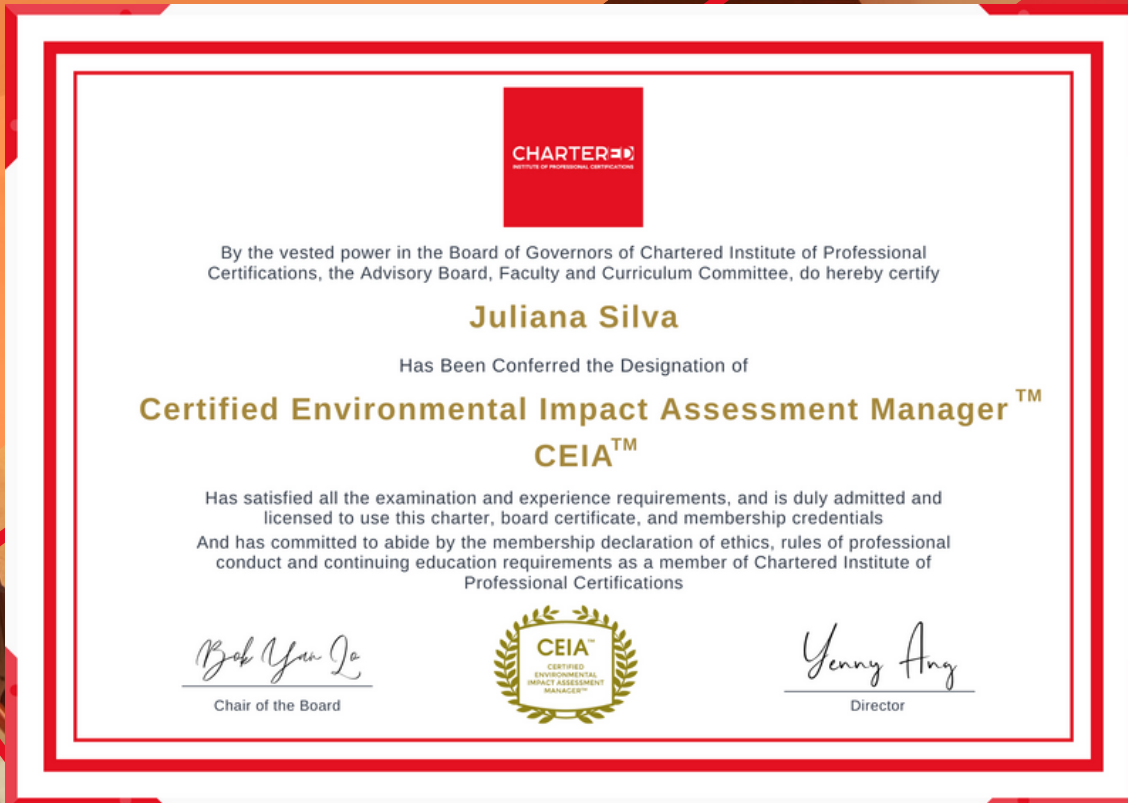 CHARTERED
INSTITUTE OF PROFESSIONAL CERTIFICATIONS
By the vested power in the Board of Governors of Chartered Institute of Professional
Certifications, the Advisory Board, Faculty and Curriculum Committee, do hereby certify
Juliana Silva
Has Been Conferred the Designation of
Certified Environmental Impact Assessment Manager ™
CEIA™
Has satisfied all the examination and experience requirements, and is duly admitted and
licensed to use this charter, board certificate, and membership credentials
And has committed to abide by the membership declaration of ethics, rules of professional
conduct and continuing education requirements as a member of Chartered Institute of
Professional Certifications
Bok Yan Lo
Chair of the Board
CEIA™
CERTIFIED
ENVIRONMENTAL
IMPACT ASSESSMENT
MANAGER™
Yenny Ang
Director